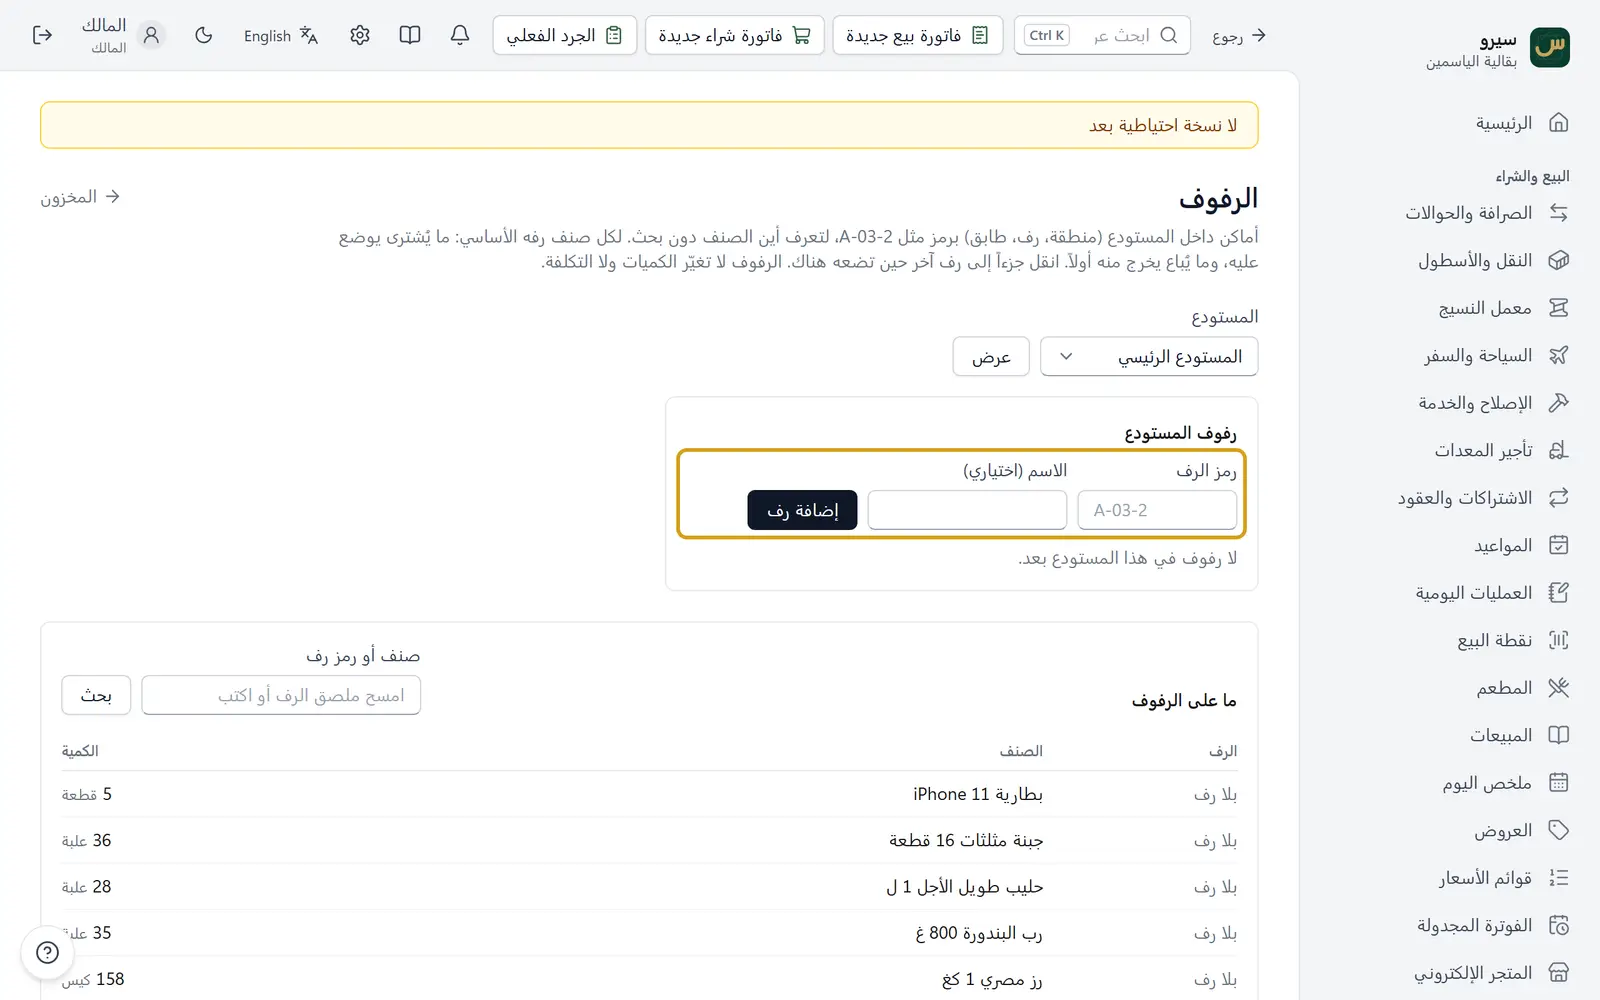 س
سيرو
بقالية الياسمين
رجوع
ابحث عر
Ctrl K
فاتورة بيع جديدة
فاتورة شراء جديدة
الجرد الفعلي
English
المالك
المالك
الرئيسية
البيع والشراء
الصرافة والحوالات
النقل والأسطول
معمل النسيج
السياحة والسفر
الإصلاح والخدمة
تأجير المعدات
الاشتراكات والعقود
المواعيد
العمليات اليومية
نقطة البيع
المطعم
المبيعات
ملخص اليوم
العروض
قوائم الأسعار
الفوترة المجدولة
المتجر الإلكتروني
لا نسخة احتياطية بعد
الرفوف
المخزون
أماكن داخل المستودع (منطقة، رف، طابق) برمز مثل A-03-2، لتعرف أين الصنف دون بحث. لكل صنف رفه الأساسي: ما يُشترى يوضع
عليه، وما يُباع يخرج منه أولاً. انقل جزءاً إلى رف آخر حين تضعه هناك. الرفوف لا تغيّر الكميات ولا التكلفة.
المستودع
المستودع الرئيسي
عرض
رفوف المستودع
رمز الرف
الاسم (اختياري)
A-03-2
إضافة رف
لا رفوف في هذا المستودع بعد.
ما على الرفوف
صنف أو رمز رف
امسح ملصق الرف أو اكتب
بحث
الرف الصنف الكمية
بلا رف بطارية iPhone 11 5 قطعة
بلا رف جبنة مثلثات 16 قطعة 36 علبة
بلا رف حليب طويل الأجل 1 ل 28 علبة
بلا رف رب البندورة 800 غ 35 علبة
بلا رف رز مصري 1 كغ 158 كيس